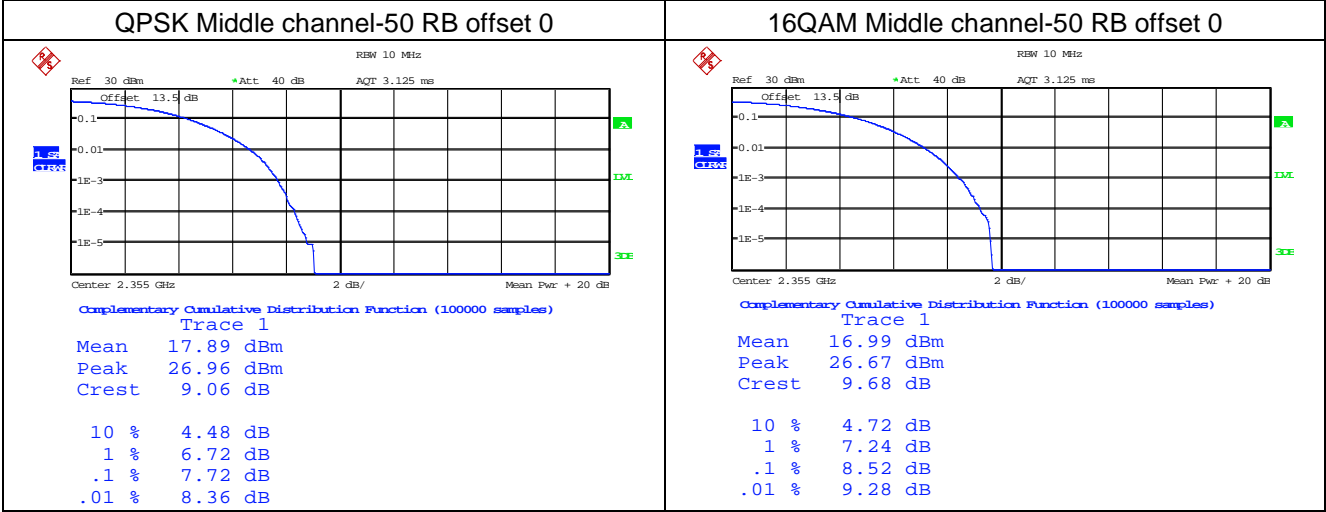 QPSK Middle channel-50 RB offset 0
RBW 10 MHz
Ref 30 dBm *Att 40 dB AQT 3.125 ms
Offset 13.5 dB
0.1
0.01
1E-3
1E-4
1E-5
A
LVL
3DB
Center 2.355 GHz 2 dB/ Mean Pwr + 20 dB
Complementary Cumulative Distribution Function (100000 samples)
Trace 1
Mean 17.89 dBm
Peak 26.96 dBm
Crest 9.06 dB
10 % 4.48 dB
1 % 6.72 dB
.1 % 7.72 dB
.01 % 8.36 dB
16QAM Middle channel-50 RB offset 0
RBW 10 MHz
Ref 30 dBm *Att 40 dB AQT 3.125 ms
Offset 13.5 dB
0.1
0.01
1E-3
1E-4
1E-5
A
LVL
3DB
Center 2.355 GHz 2 dB/ Mean Pwr + 20 dB
Complementary Cumulative Distribution Function (100000 samples)
Trace 1
Mean 16.99 dBm
Peak 26.67 dBm
Crest 9.68 dB
10 % 4.72 dB
1 % 7.24 dB
.1 % 8.52 dB
.01 % 9.28 dB